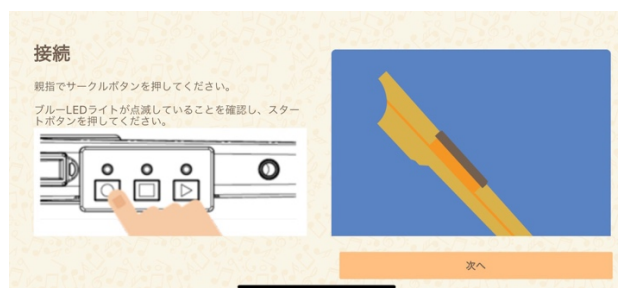 接続
親指でサークルボタンを押してください。
ブルーLEDライトが点滅していることを確認し、スター
トボタンを押してください。
次へ